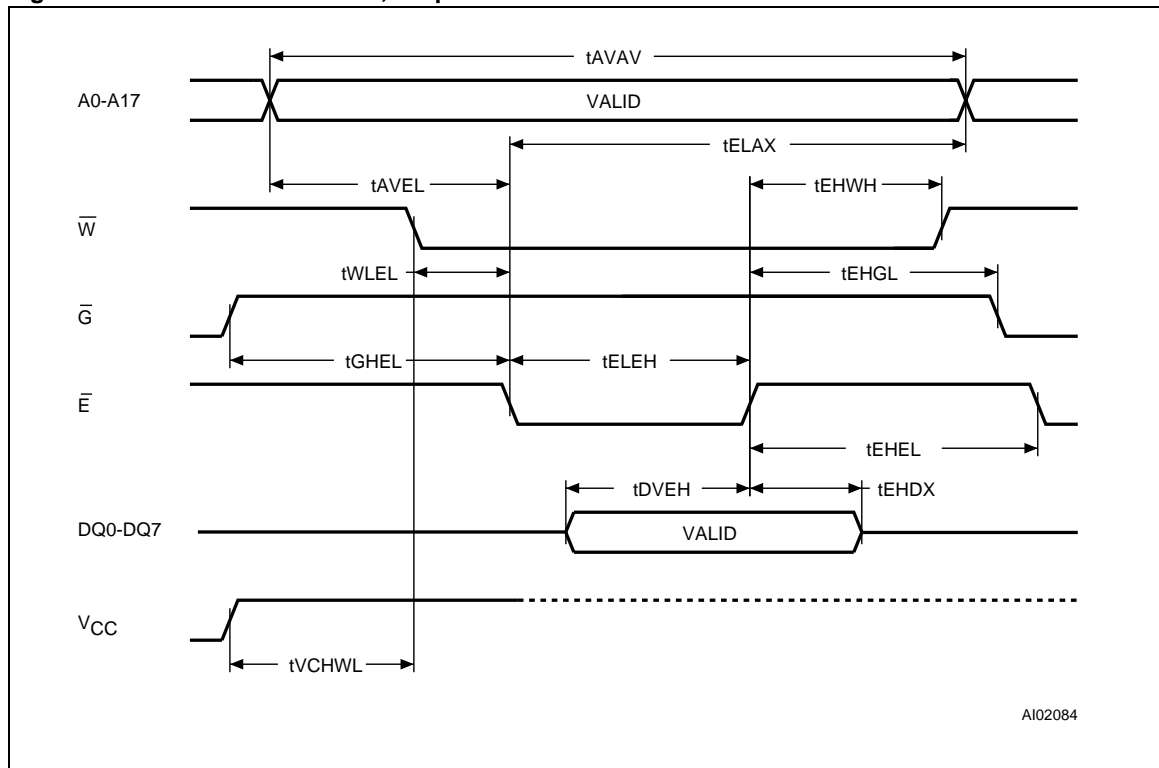 tAVAV
A0-A17
VALID
tELAX
tAVEL
tEHWH
W
tWLEL
tEHGL
G
tGHEL
tELEH
E
tEHEL
tDVEH
tEHDX
DQ0-DQ7
VALID
VCC
tVCHWL
AI02084